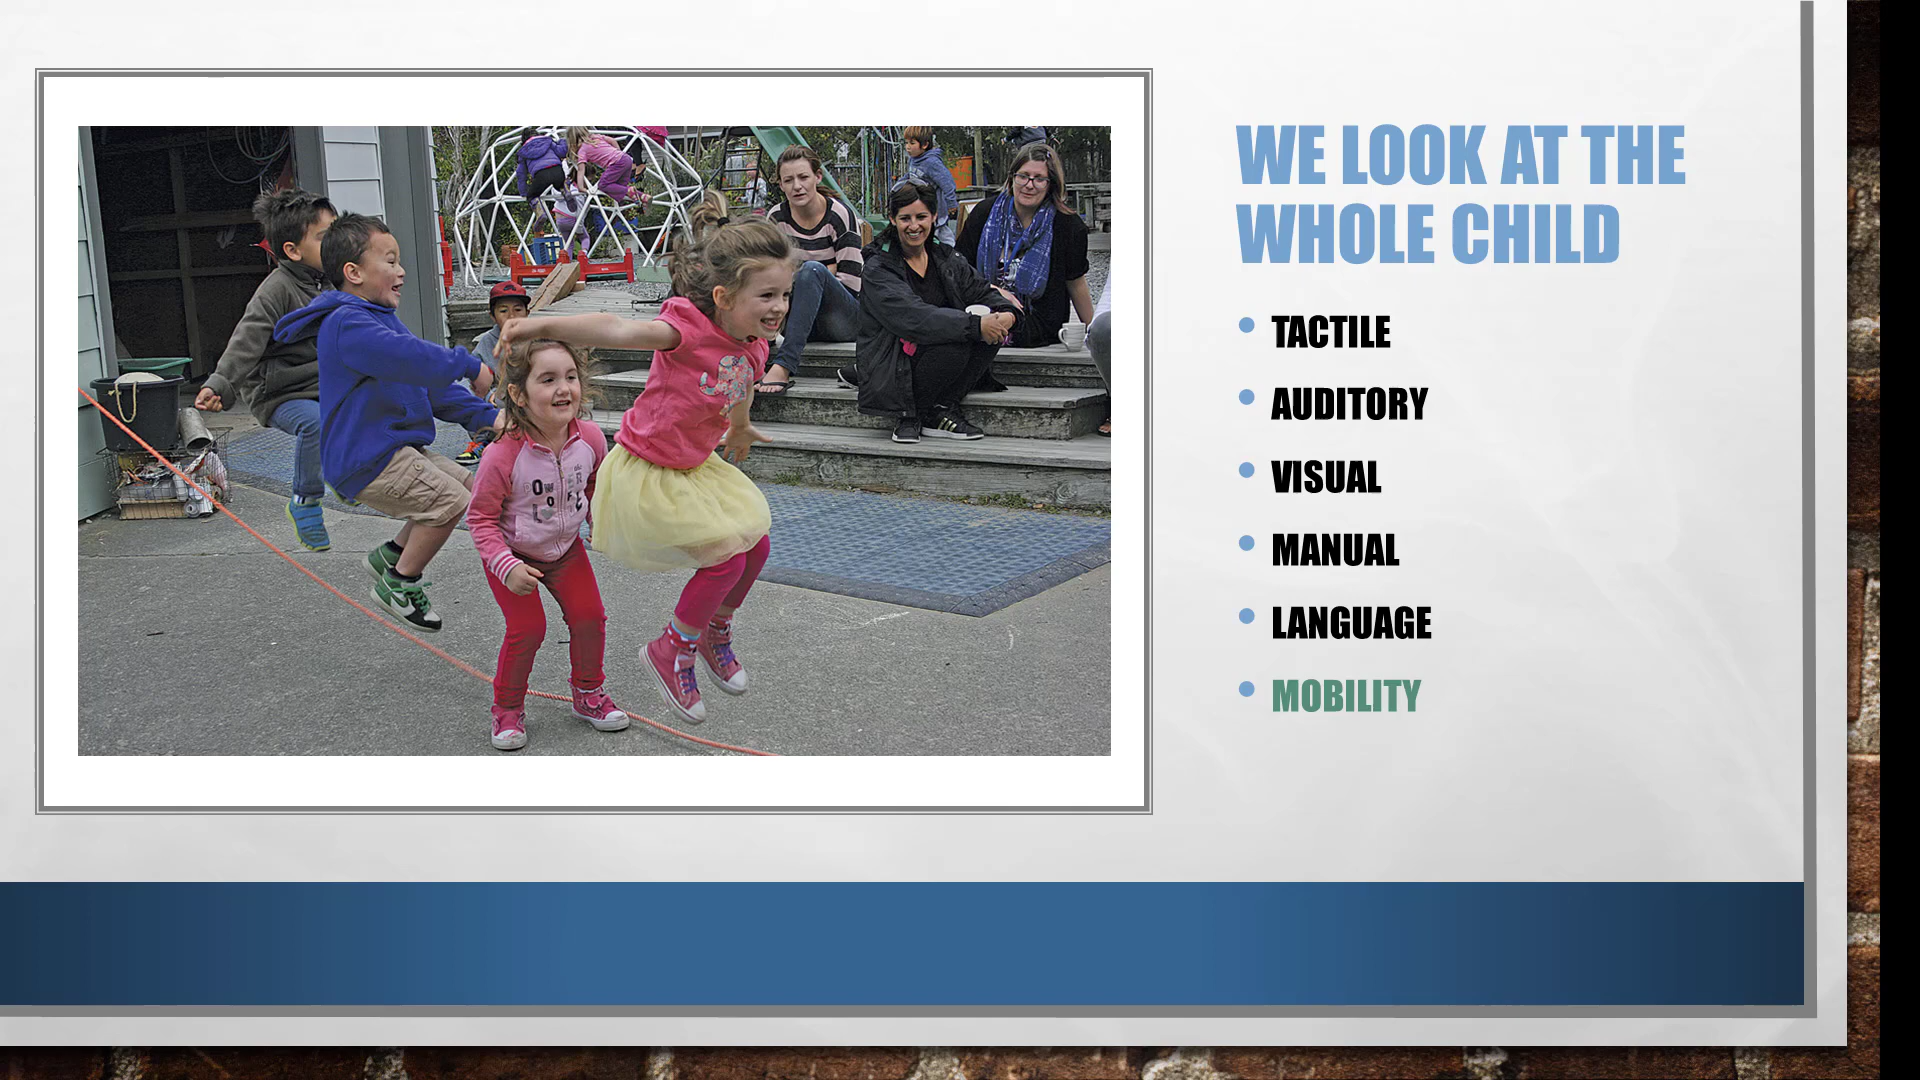 WE LOOK AT THE
WHOLE CHILD
• TACTILE
• AUDITORY
• VISUAL
• MANUAL
• LANGUAGE
• MOBILITY